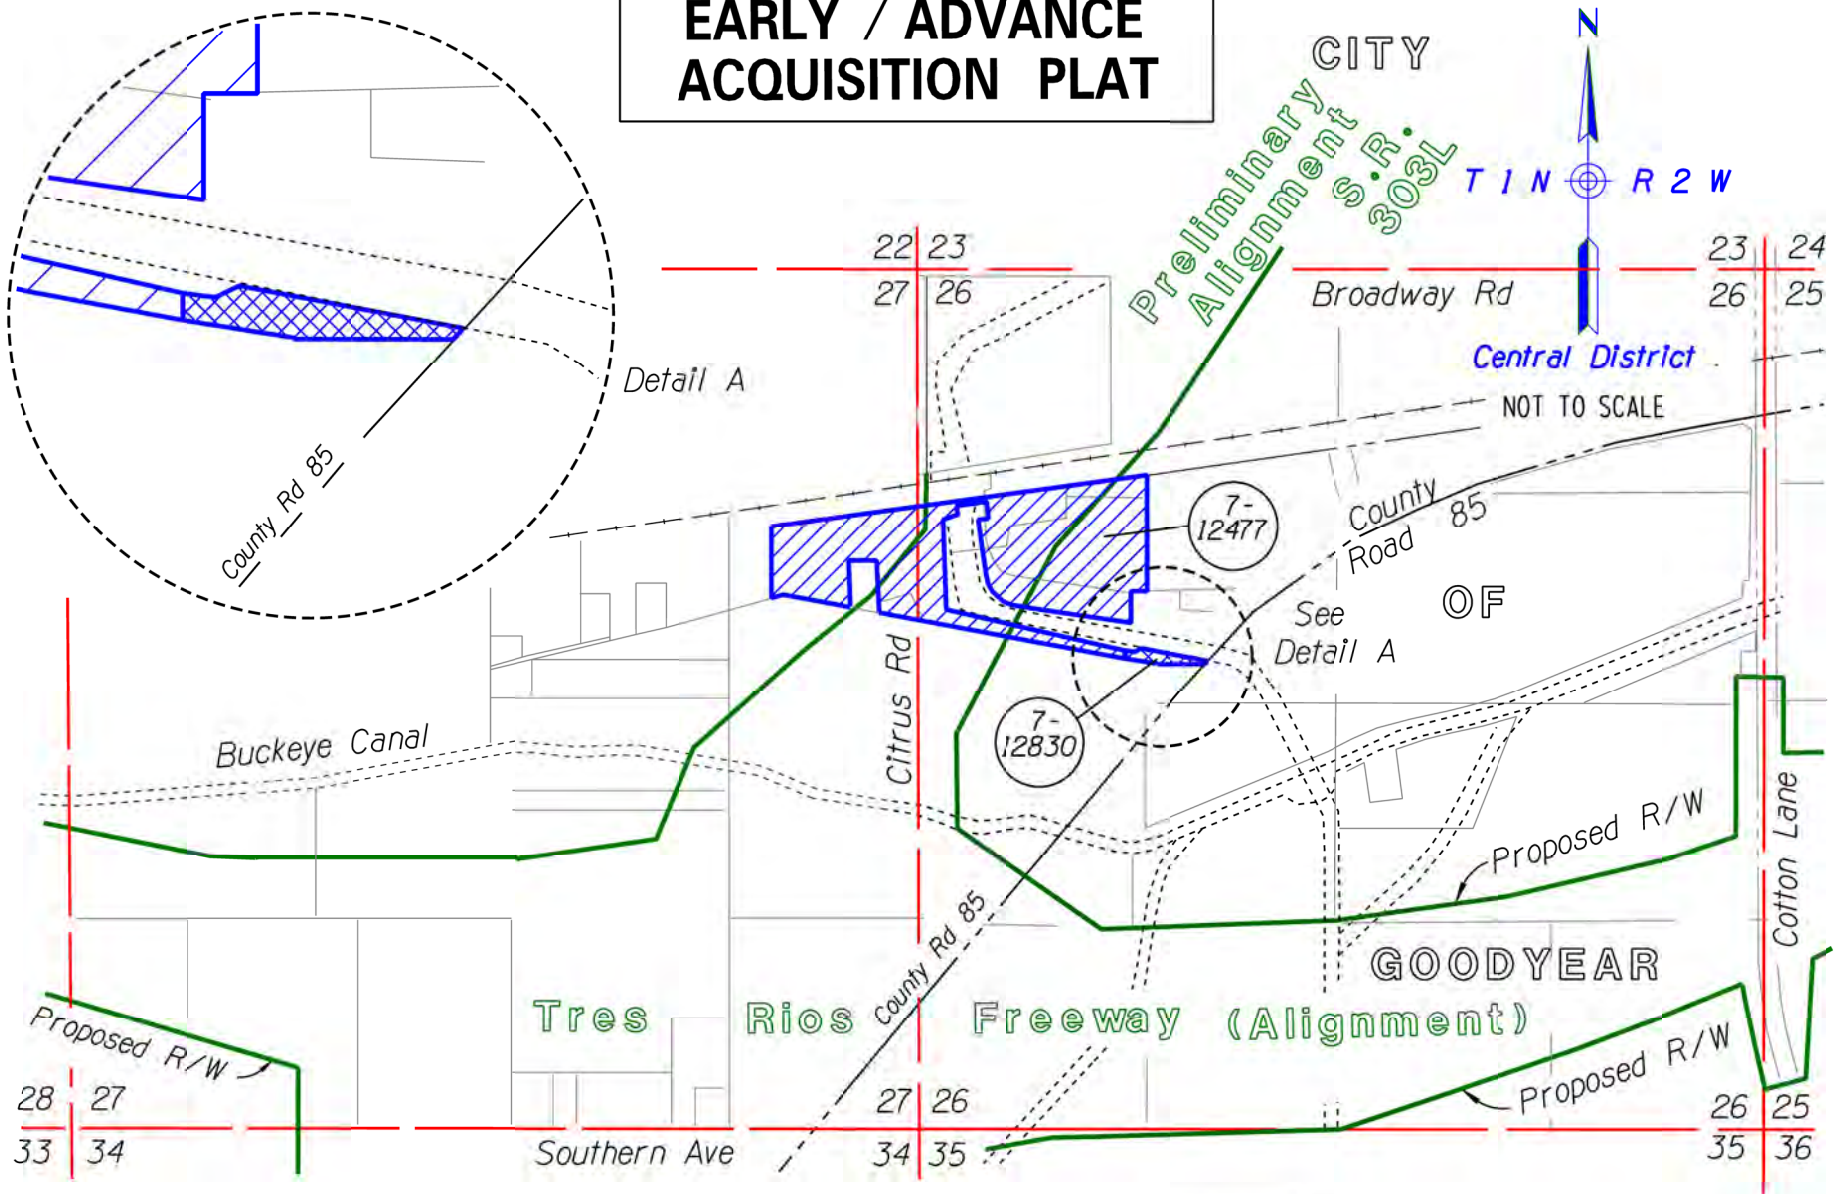 EARLY / ADVANCE
ACQUISITION PLAT
CITY
N
Preliminary
Alignment
S.R.
303L
T 1 N R 2 W
22 23
27 26
23 24
26 25
Broadway Rd
Central District
NOT TO SCALE
Detail A
County Rd 85
7-
12477
County
Road 85
See
Detail A
OF
Citrus Rd
7-
12830
Buckeye Canal
Proposed R/W
Cotton Lane
County Rd 85
GOODYEAR
Tres Rios Freeway (Alignment)
Proposed R/W
Proposed R/W
28 27
33 34
27 26
34 35
26 25
35 36
Southern Ave